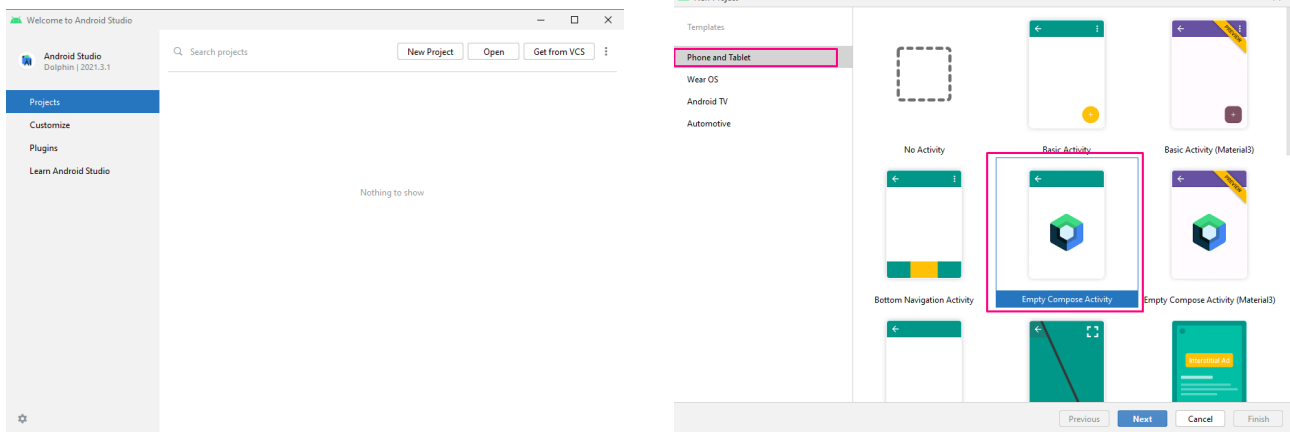 Welcome to Android Studio
Android Studio
Dolphin | 2021.3.1
Search projects
New Project
Open
Get from VCS
Projects
Customize
Plugins
Learn Android Studio
Nothing to show
New Project
Templates
Phone and Tablet
Wear OS
Android TV
Automotive
No Activity
Basic Activity
PREVIEW
Basic Activity (Material3)
Bottom Navigation Activity
Empty Compose Activity
PREVIEW
Empty Compose Activity (Material3)
Interstitial Ad
Previous
Next
Cancel
Finish